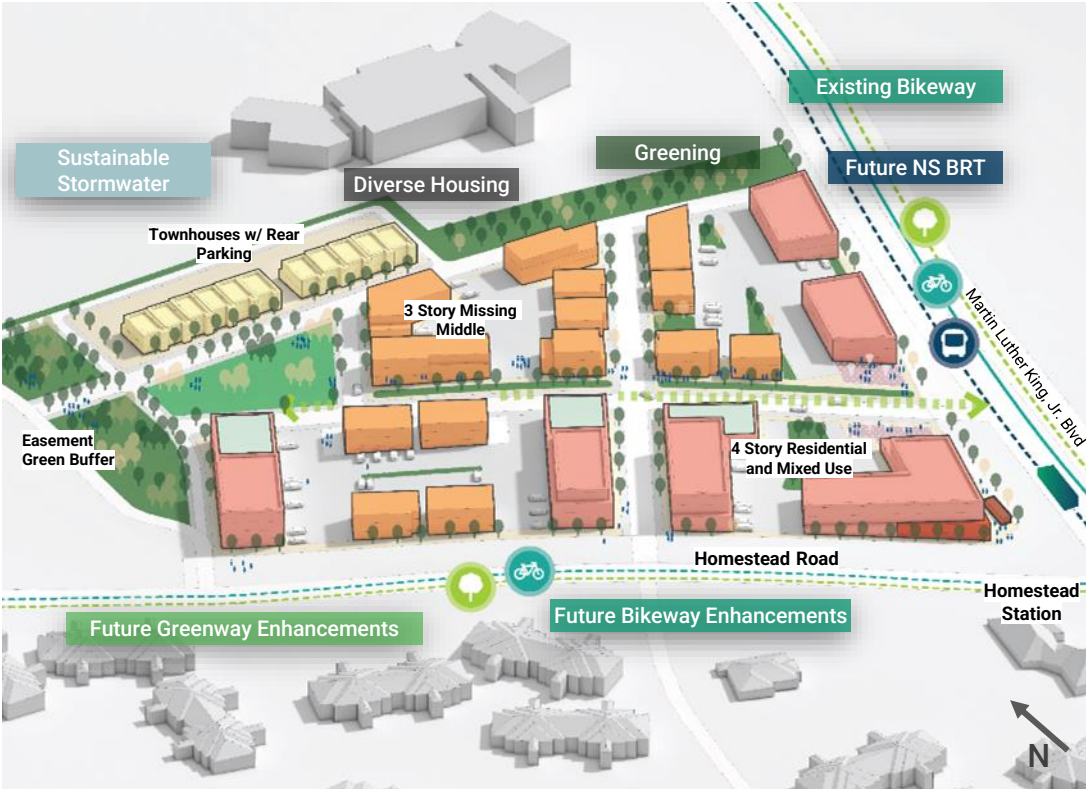 Existing Bikeway
Sustainable
Stormwater
Greening
Diverse Housing
Future NS BRT
Townhouses w/ Rear
Parking
3 Story Missing
Middle
Martin Luther King, Jr. Blvd
Easement
Green Buffer
4 Story Residential
and Mixed Use
Homestead Road
Homestead
Station
Future Greenway Enhancements
Future Bikeway Enhancements
N